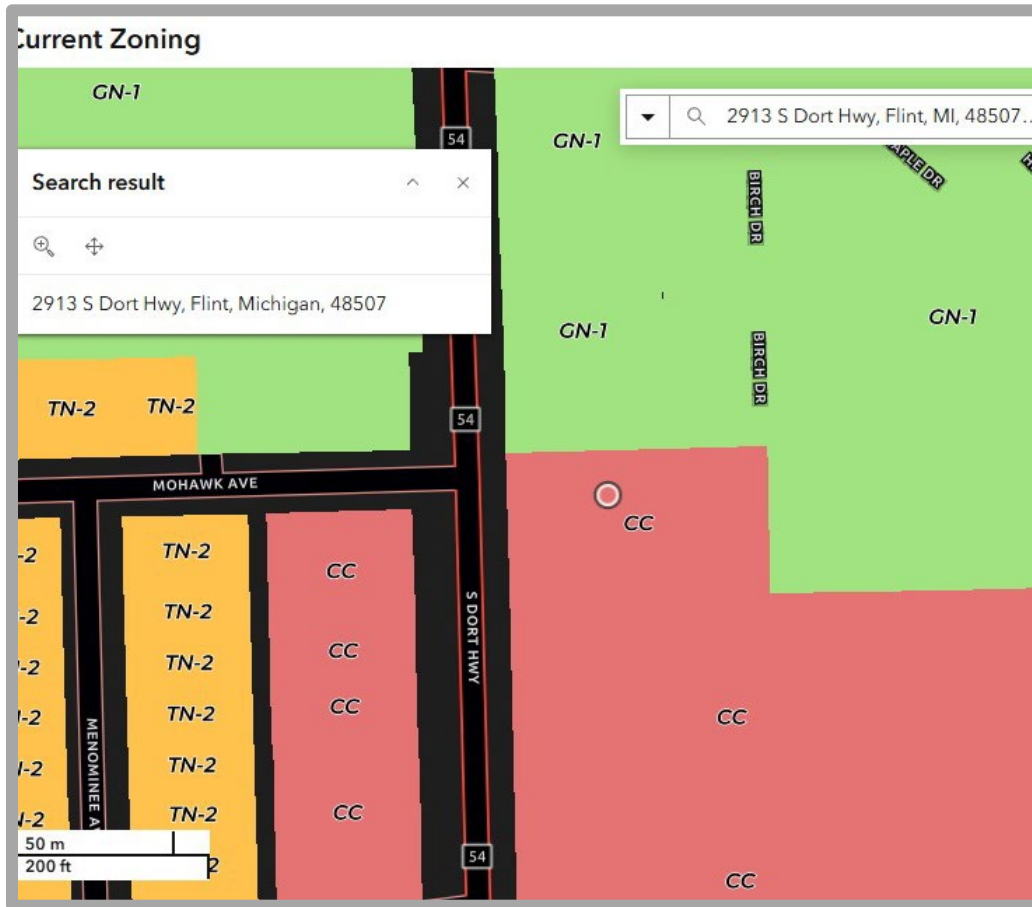 Current Zoning
GN-1
54
GN-1
2913 S Dort Hwy, Flint, MI, 48507...
Search result
BIRCH DR
2913 S Dort Hwy, Flint, Michigan, 48507
GN-1
GN-1
BIRCH DR
TN-2
TN-2
54
MOHAWK AVE
CC
-2
TN-2
CC
-2
TN-2
S DORT HWY
CC
-2
TN-2
CC
-2
TN-2
CC
MENOMINEE AV
-2
TN-2
-2
TN-2
CC
50 m
200 ft
2
54
CC